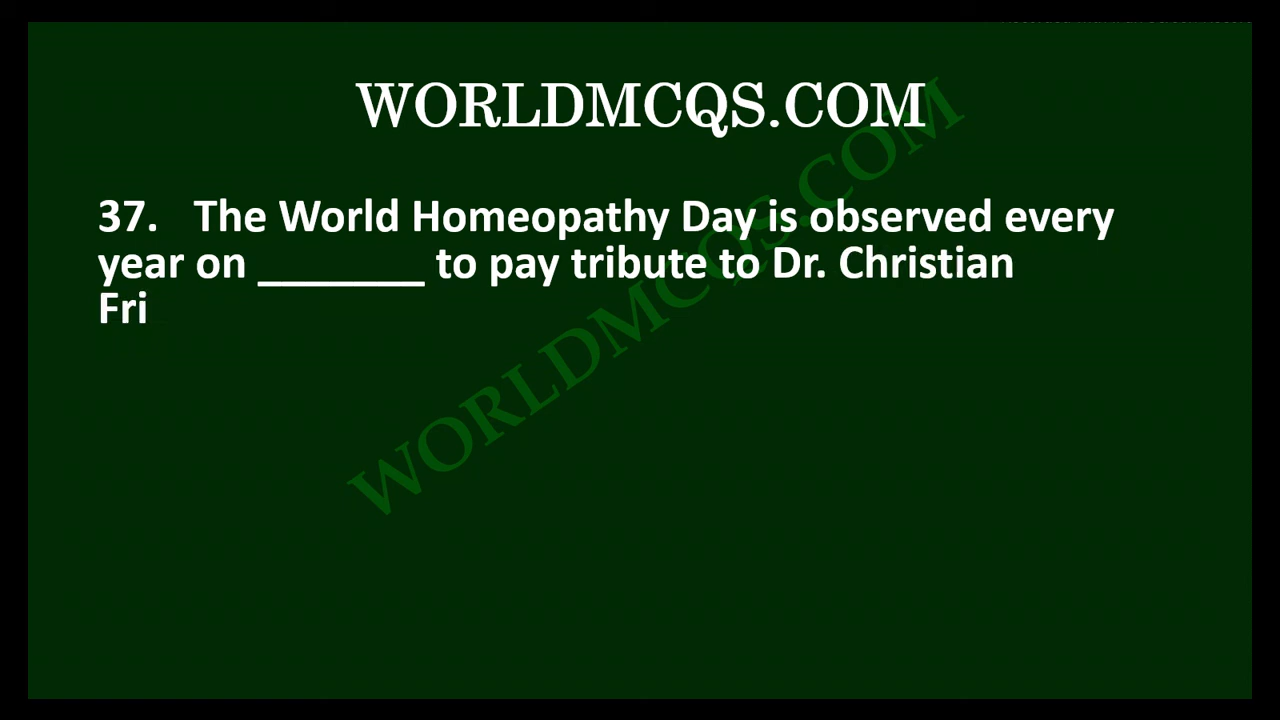 WORLDMCQS.COM
37. The World Homeopathy Day is observed every
year on ________ to pay tribute to Dr. Christian
Fri
WORLDMCQS.COM